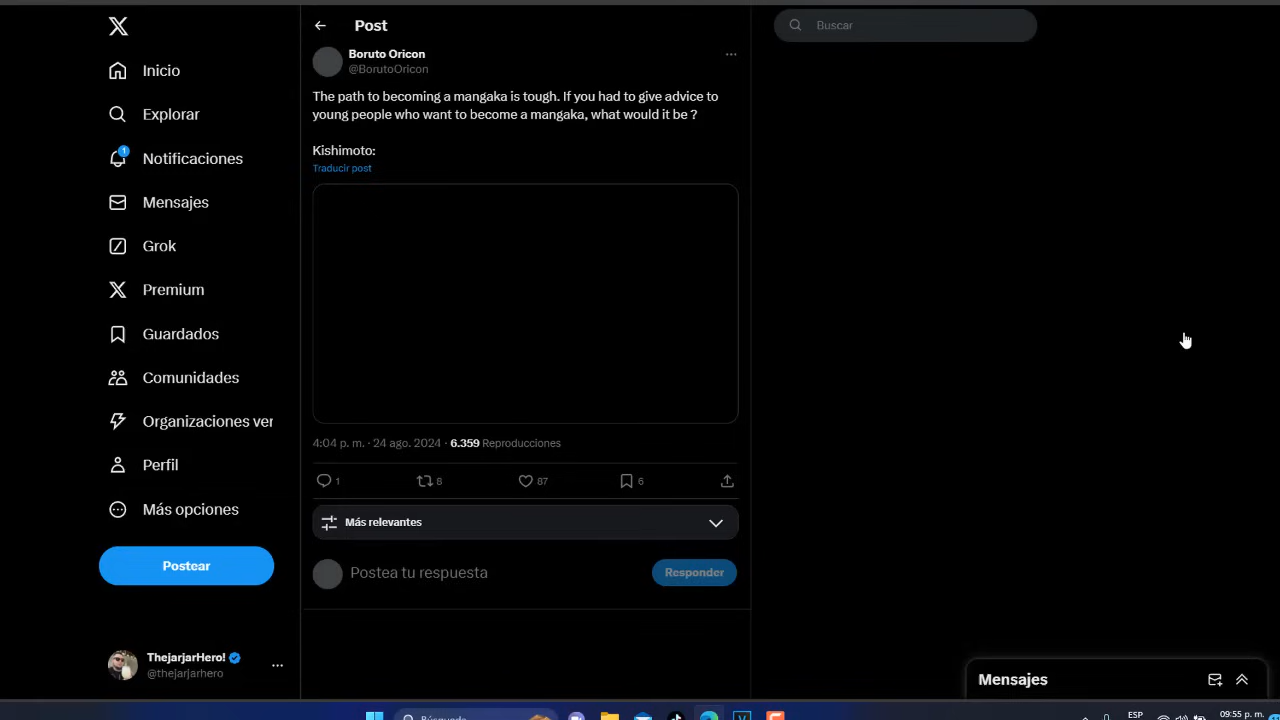 Post
Buscar
Boruto Oricon
@BorutoOricon
Inicio
Explorar
1
Notificaciones
Mensajes
Grok
Premium
Guardados
Comunidades
Organizaciones ver
Perfil
Más opciones
Postear
ThejarjarHero!
@thejarjarhero
The path to becoming a mangaka is tough. If you had to give advice to
young people who want to become a mangaka, what would it be ?
Kishimoto:
Traducir post
4:04 p. m. · 24 ago. 2024 · 6.359 Reproducciones
1 8 87 6
Más relevantes
Postea tu respuesta
Responder
Mensajes
Búsqueda
ESP
09:55 p. m.